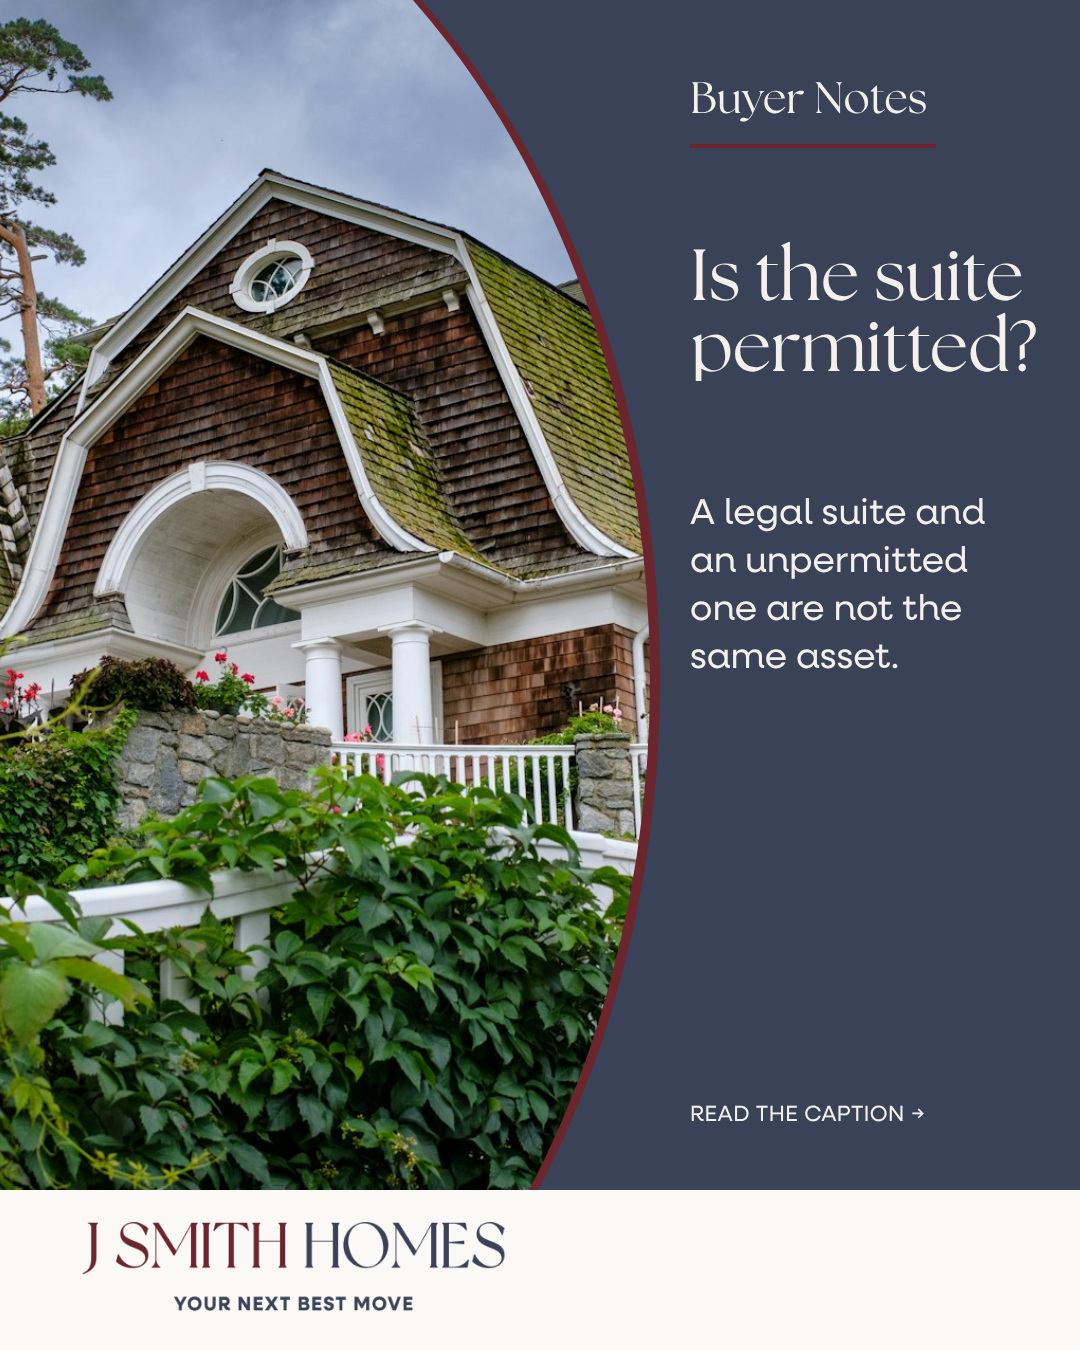 Buyer Notes
Is the suite
permitted?
A legal suite and
an unpermitted
one are not the
same asset.
READ THE CAPTION →
J SMITH HOMES
YOUR NEXT BEST MOVE